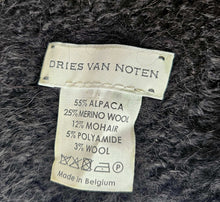 DRIES VAN NOTEN
55% ALPACA
25% MERINO WOOL
12% MOHAIR
5% POLYAMIDE
3% WOOL
Made in Belgium